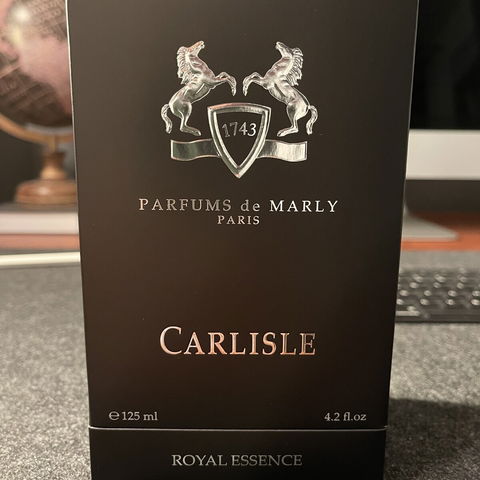 1743
PARFUMS de MARLY
PARIS
CARLISLE
℮ 125 ml 4.2 fl.oz
ROYAL ESSENCE